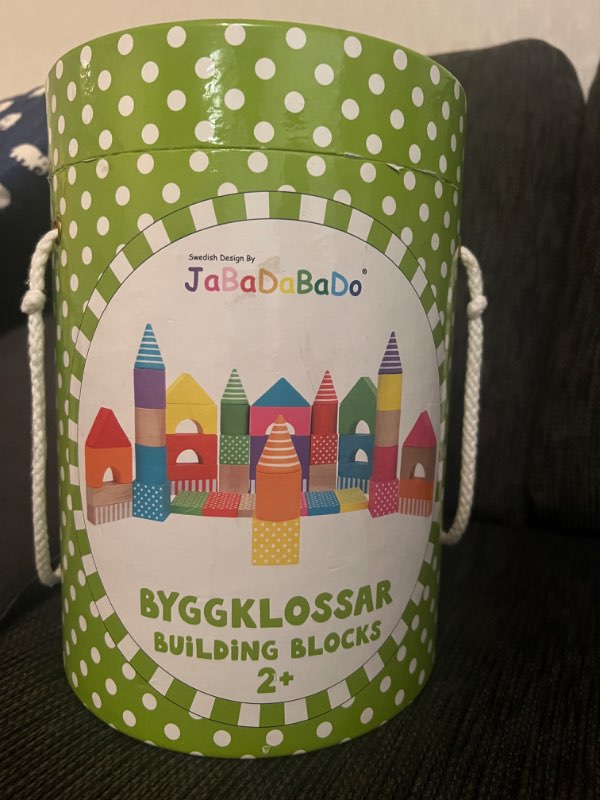 Swedish Design By
JaBaDaBaDo®
BYGGKLOSSAR
BUiLDiNG BLOCKS
2+